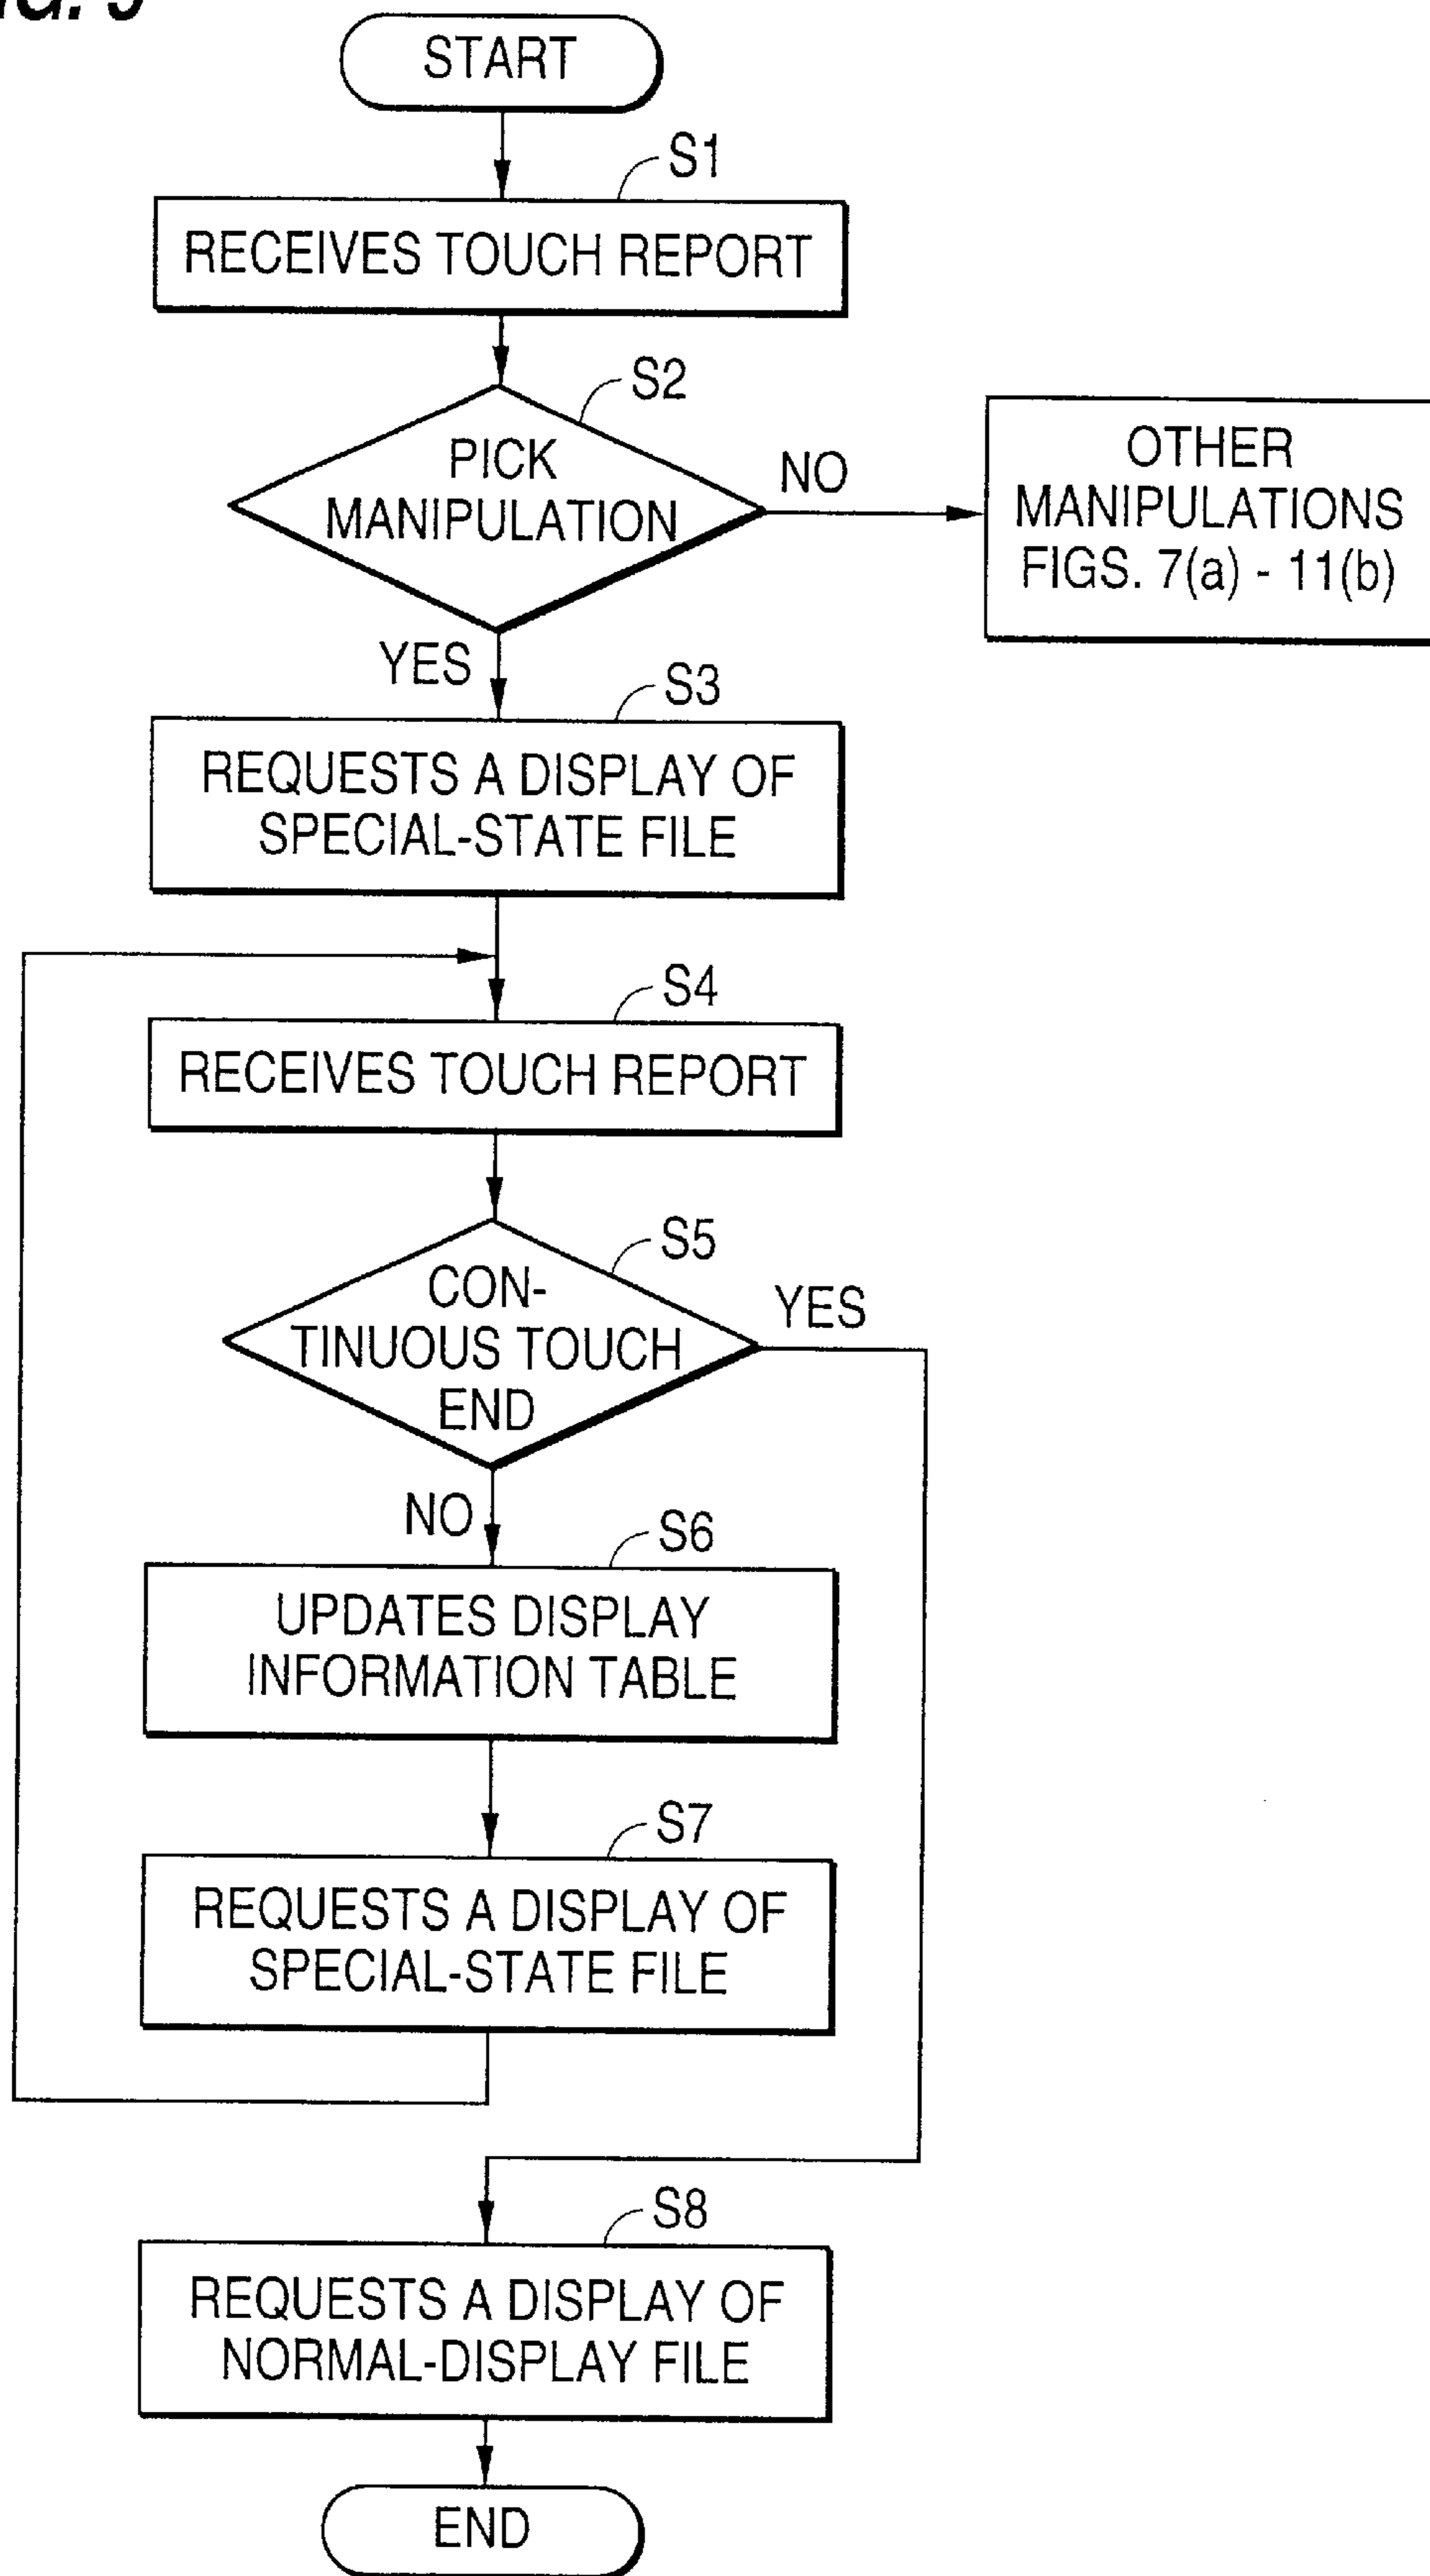 START
S1
RECEIVES TOUCH REPORT
S2
PICK
MANIPULATION
NO
OTHER
MANIPULATIONS
FIGS. 7(a) - 11(b)
YES
S3
REQUESTS A DISPLAY OF
SPECIAL-STATE FILE
S4
RECEIVES TOUCH REPORT
S5
CON-
TINUOUS TOUCH
END
YES
NO
S6
UPDATES DISPLAY
INFORMATION TABLE
S7
REQUESTS A DISPLAY OF
SPECIAL-STATE FILE
S8
REQUESTS A DISPLAY OF
NORMAL-DISPLAY FILE
END